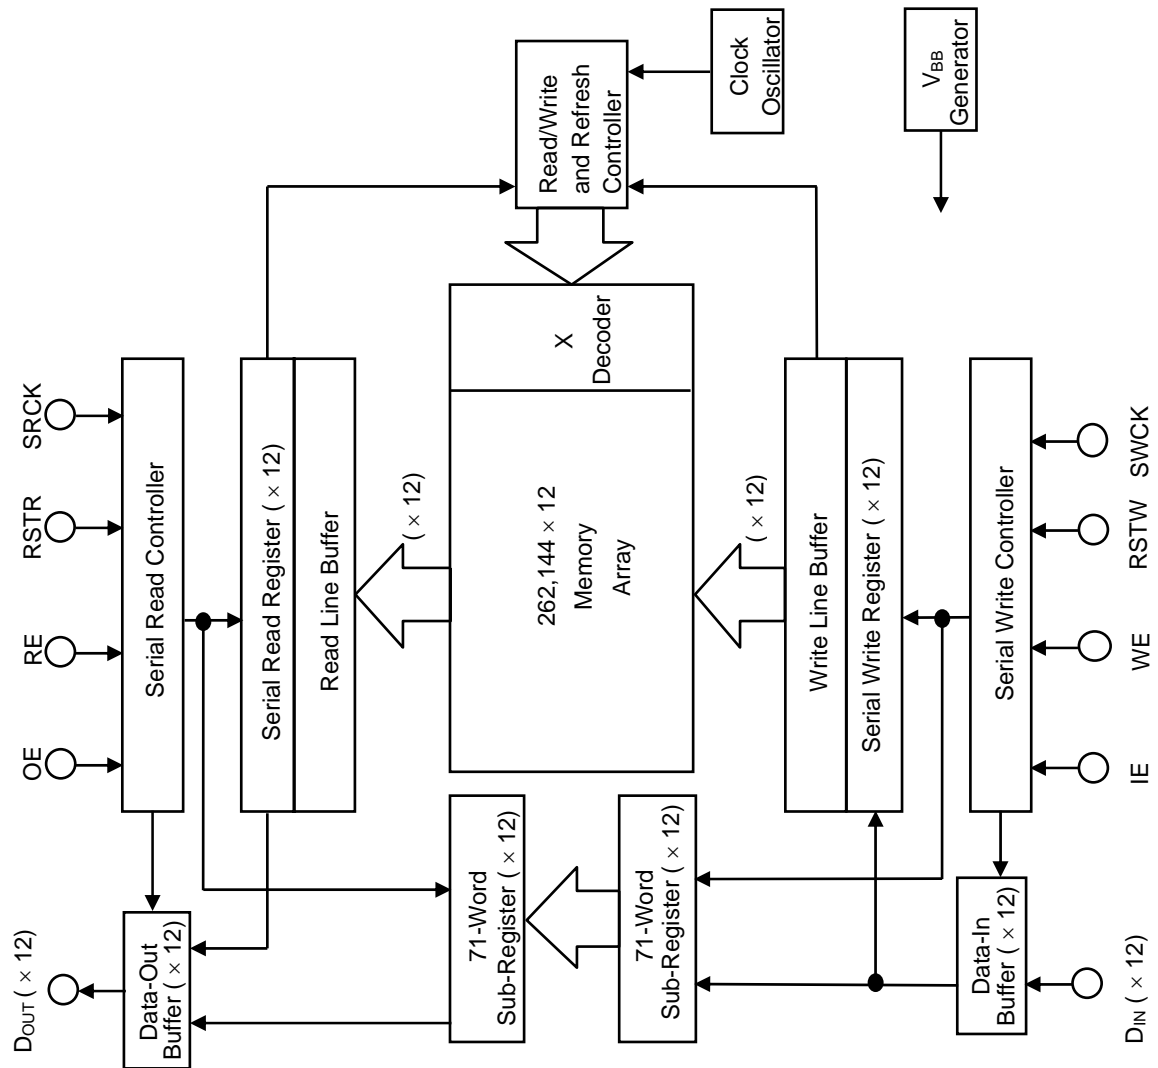 D_OUT ( × 12)
OE
RE
RSTR
SRCK
Data-Out
Buffer ( × 12)
Serial Read Controller
Serial Read Register ( × 12)
Read Line Buffer
( × 12)
71-Word
Sub-Register ( × 12)
71-Word
Sub-Register ( × 12)
262,144 × 12
Memory
Array
X
Decoder
Read/Write
and Refresh
Controller
Clock
Oscillator
( × 12)
Write Line Buffer
Serial Write Register ( × 12)
Data-In
Buffer ( × 12)
Serial Write Controller
V_BB
Generator
D_IN ( × 12)
IE
WE
RSTW
SWCK